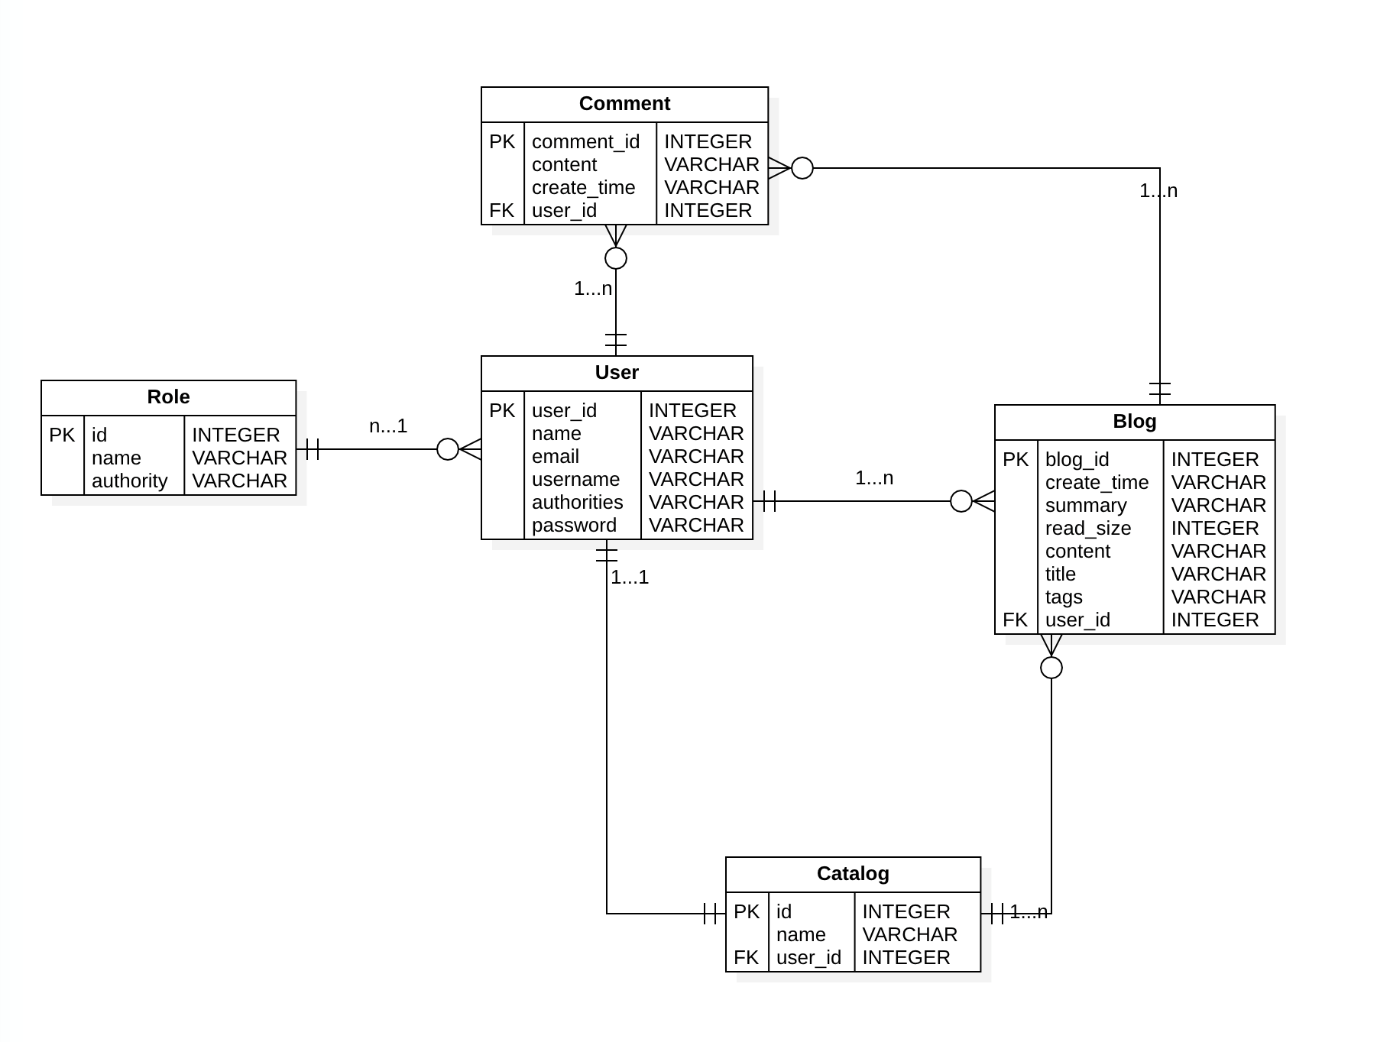 Comment
PK comment_id INTEGER
content VARCHAR
create_time VARCHAR
FK user_id INTEGER
1...n
1...n
User
PK user_id INTEGER
name VARCHAR
email VARCHAR
username VARCHAR
authorities VARCHAR
password VARCHAR
Role
PK id INTEGER
name VARCHAR
authority VARCHAR
n...1
1...n
1...1
Blog
PK blog_id INTEGER
create_time VARCHAR
summary VARCHAR
read_size INTEGER
content VARCHAR
title VARCHAR
tags VARCHAR
FK user_id INTEGER
Catalog
PK id INTEGER
name VARCHAR
FK user_id INTEGER
1...n